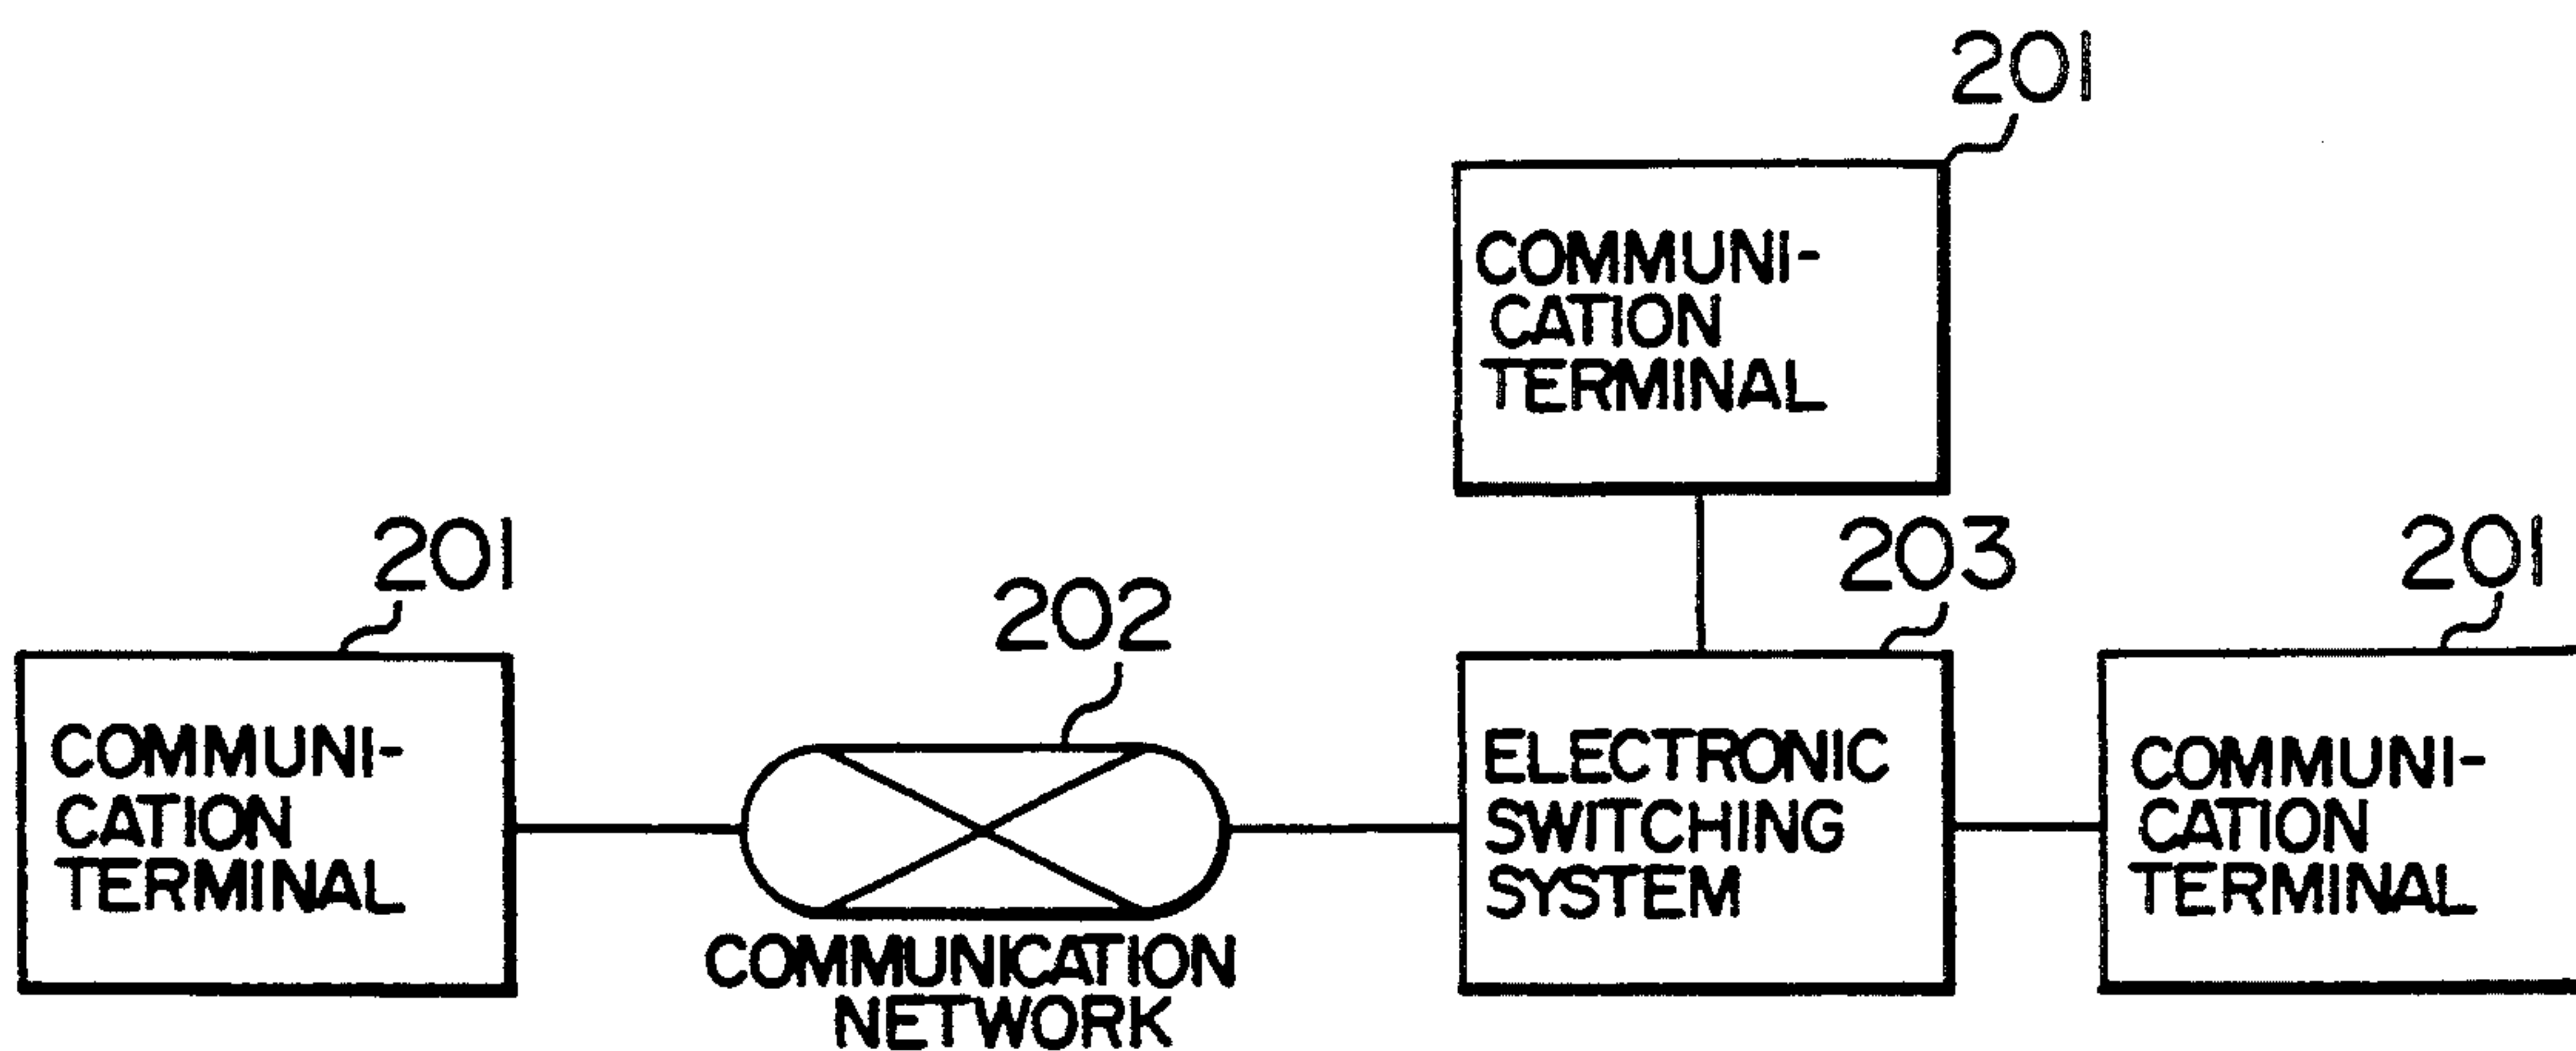 201
COMMUNI-
CATION
TERMINAL
201
COMMUNI-
CATION
TERMINAL
202
COMMUNICATION
NETWORK
203
ELECTRONIC
SWITCHING
SYSTEM
201
COMMUNI-
CATION
TERMINAL